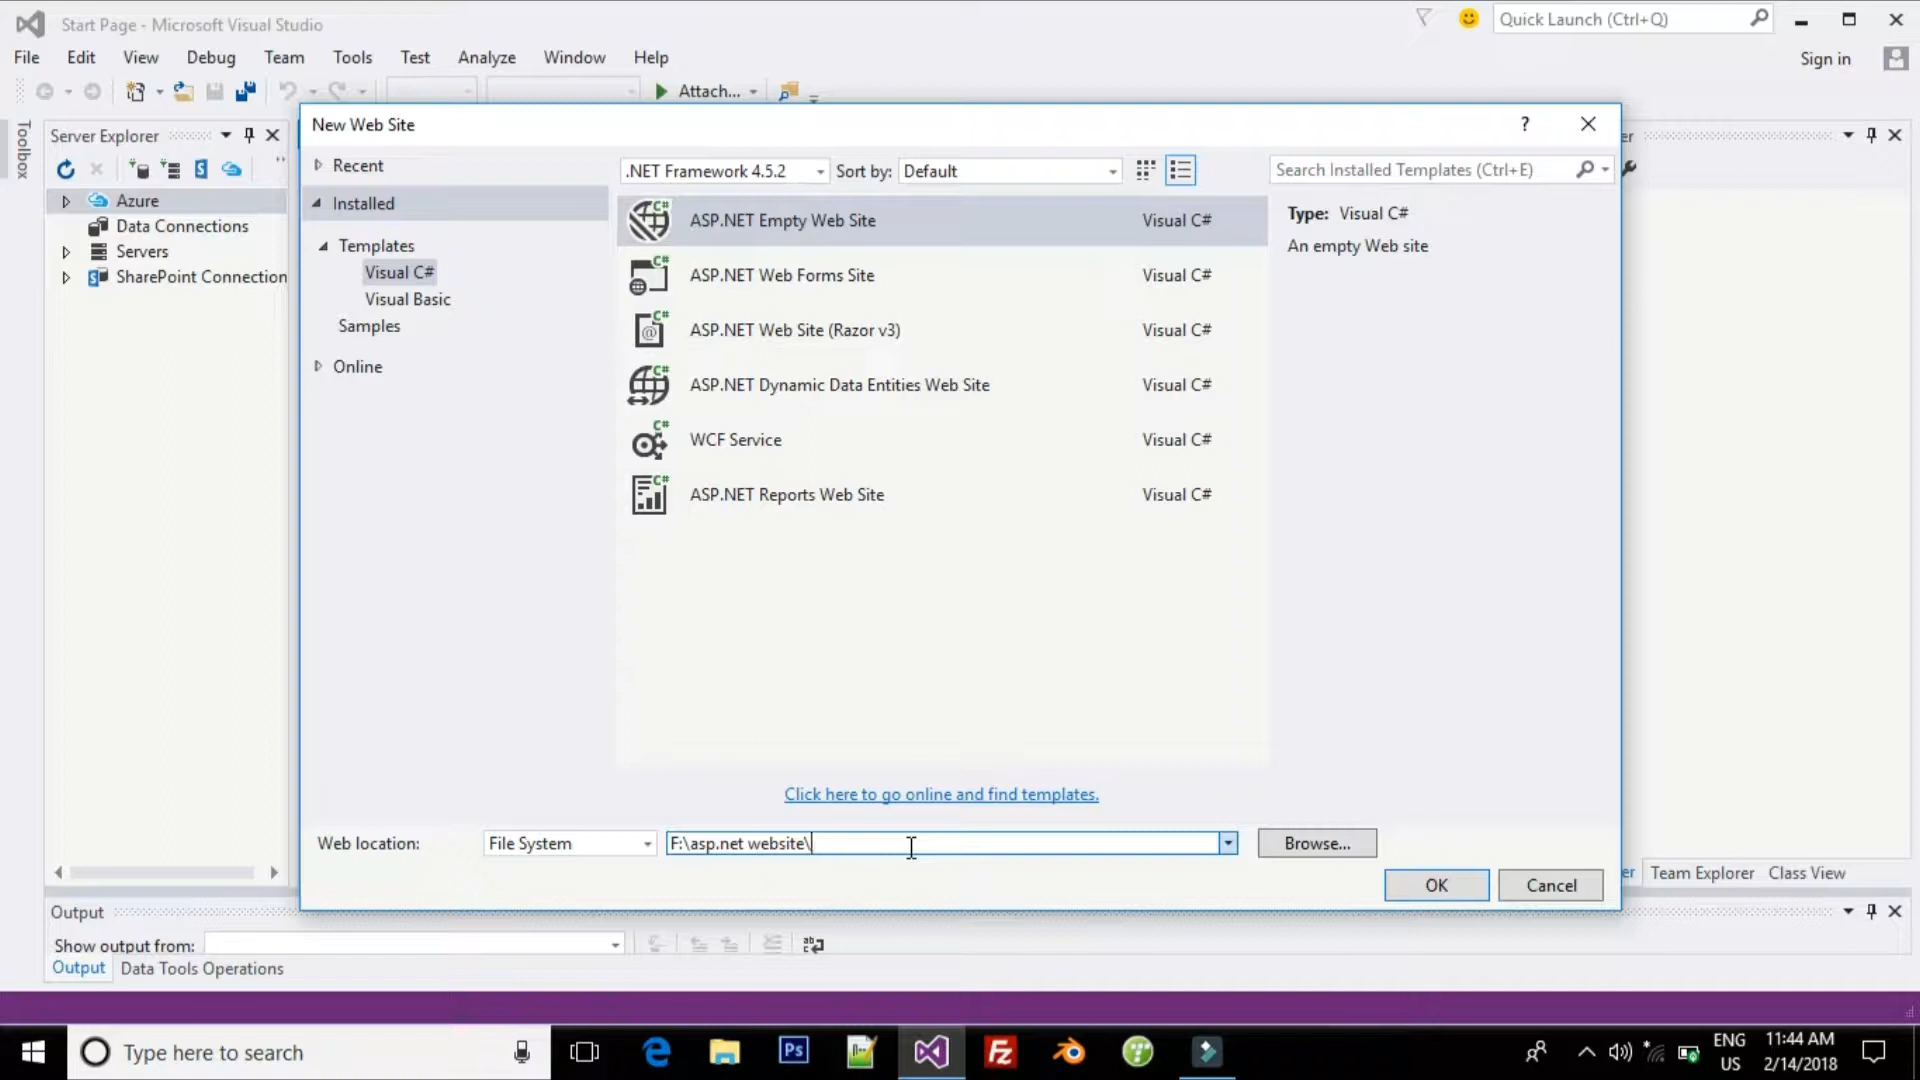 Start Page - Microsoft Visual Studio
Quick Launch (Ctrl+Q)
File Edit View Debug Team Tools Test Analyze Window Help
Sign in
Attach...
New Web Site
?
Toolbox
Server Explorer
er
Recent
.NET Framework 4.5.2
Sort by: Default
Search Installed Templates (Ctrl+E)
Azure
Data Connections
Servers
SharePoint Connection
Installed
Templates
Visual C#
Visual Basic
Samples
Online
C# ASP.NET Empty Web Site Visual C#
C# ASP.NET Web Forms Site Visual C#
C# @ ASP.NET Web Site (Razor v3) Visual C#
C# ASP.NET Dynamic Data Entities Web Site Visual C#
C# WCF Service Visual C#
C# ASP.NET Reports Web Site Visual C#
Type: Visual C#
An empty Web site
Click here to go online and find templates.
Web location: File System F:\asp.net website\ Browse...
OK Cancel
er Team Explorer Class View
Output
Show output from:
Output Data Tools Operations
Type here to search
Ps
Fz
ENG
US
11:44 AM
2/14/2018